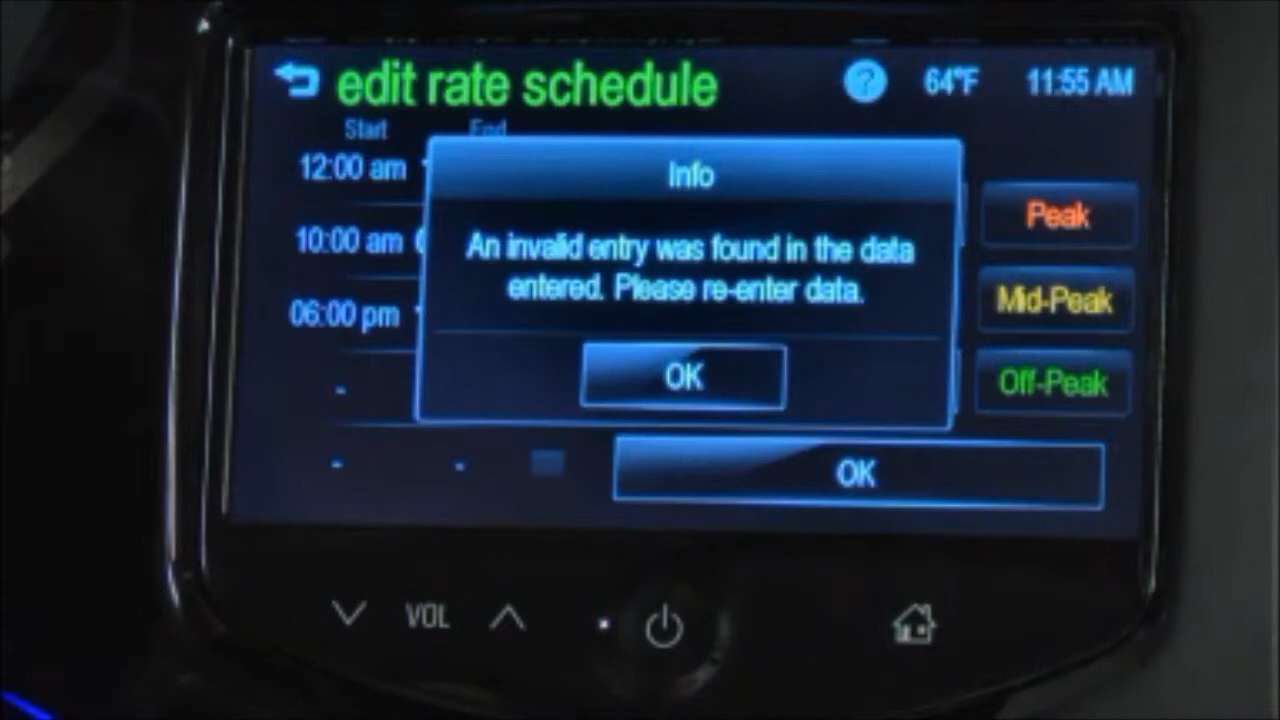 edit rate schedule ? 64°F 11:55 AM
Start End
12:00 am
10:00 am
06:00 pm
-
- -
Info
An invalid entry was found in the data
entered. Please re-enter data.
OK
Peak
Mid-Peak
Off-Peak
OK
VOL